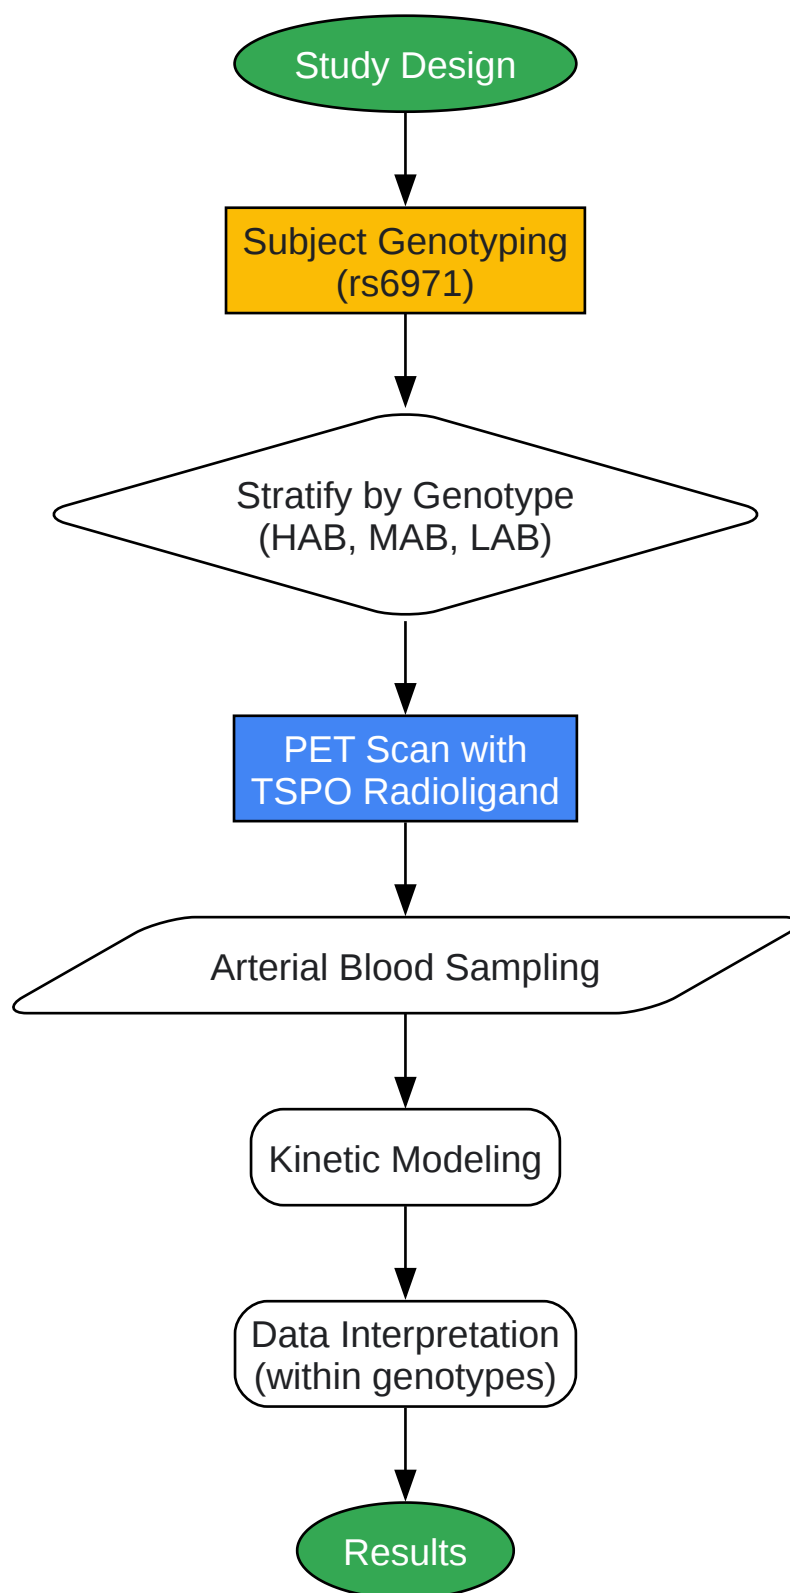 Study Design
Subject Genotyping
(rs6971)
Stratify by Genotype
(HAB, MAB, LAB)
PET Scan with
TSPO Radioligand
Arterial Blood Sampling
Kinetic Modeling
Data Interpretation
(within genotypes)
Results